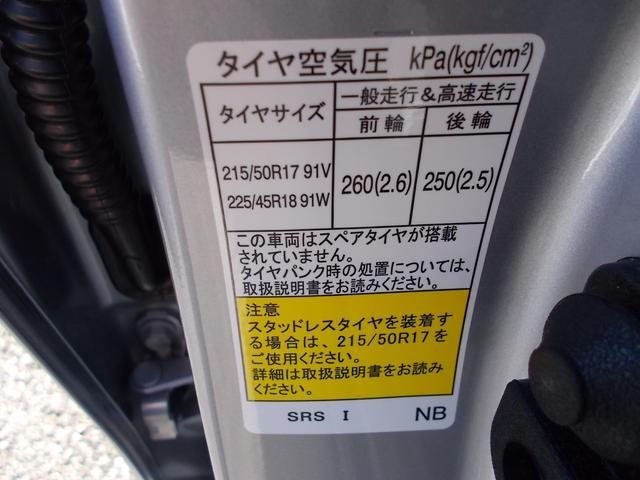 タイヤ空気圧 kPa(kgf/cm²)
タイヤサイズ 一般走行&高速走行
前輪 後輪
215/50R17 91V
225/45R18 91W
260(2.6) 250(2.5)
この車両はスペアタイヤが搭載
されていません。
タイヤパンク時の処置については、
取扱説明書をお読みください。
注意
スタッドレスタイヤを装着す
る場合は、215/50R17を
ご使用ください。
詳細は取扱説明書をお読み
ください。
SRS I NB